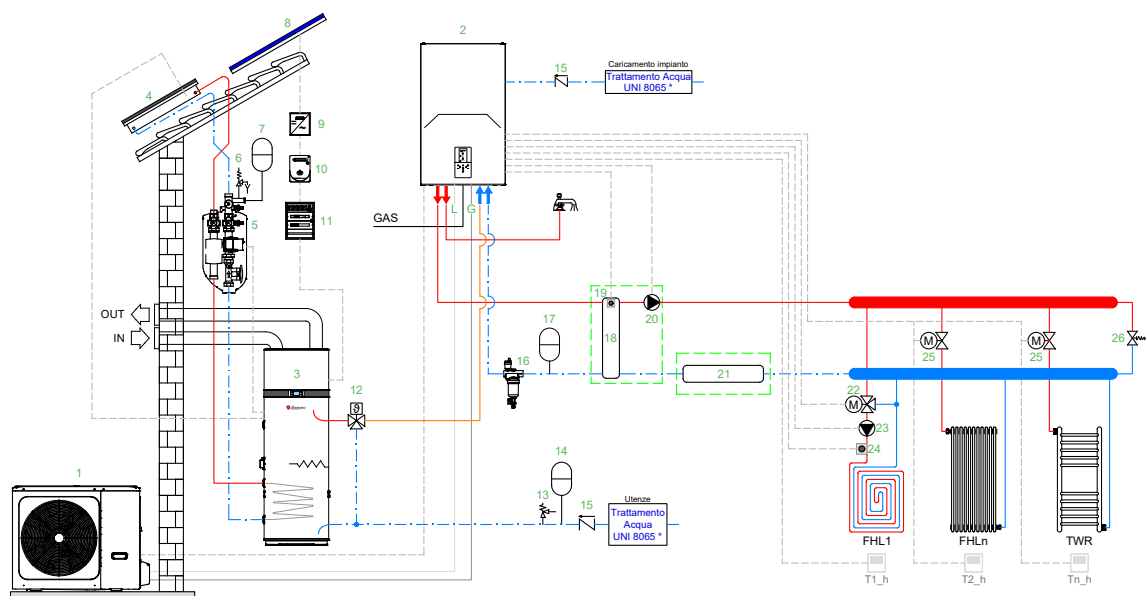 8
2
Caricamento impianto
15
Trattamento Acqua
UNI 8065 *
4
9
7
6
10
5
11
L
G
GAS
OUT
IN
19
20
18
17
16
21
M
25
M
25
26
3
12
ϑ
22
M
23
24
14
13
15
Utenze
Trattamento
Acqua
UNI 8065 *
1
FHL1
FHLn
TWR
T1_h
T2_h
Tn_h